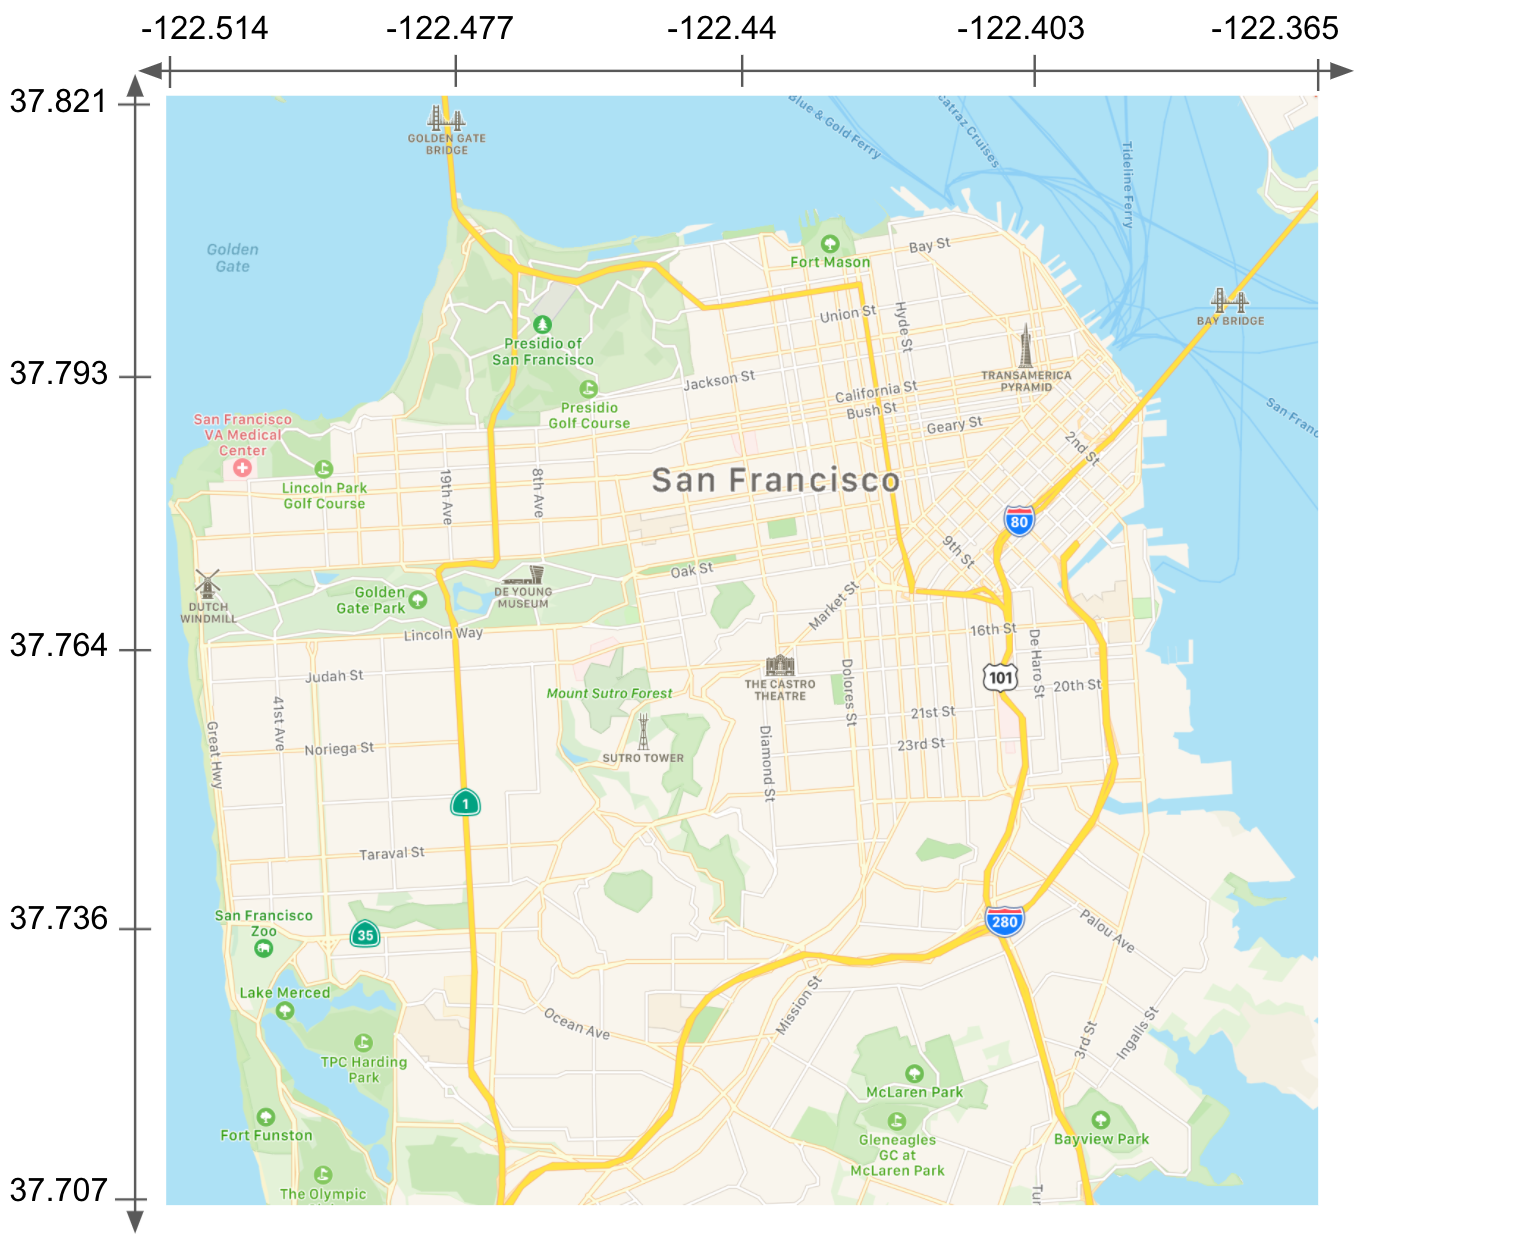 -122.514
-122.477
-122.44
-122.403
-122.365
37.821
37.793
37.764
37.736
37.707
GOLDEN GATE
BRIDGE
Blue & Gold Ferry
catraz Cruises
Tideline Ferry
Golden
Gate
Fort Mason
Bay St
Union St
Hyde St
BAY BRIDGE
Presidio of
San Francisco
TRANSAMERICA
PYRAMID
Jackson St
California St
Bush St
Geary St
Presidio
Golf Course
San Franc
San Francisco
VA Medical
Center
2nd St
San Francisco
Lincoln Park
Golf Course
19th Ave
8th Ave
80
9th St
Oak St
DUTCH
WINDMILL
Golden
Gate Park
DE YOUNG
MUSEUM
Market St
Lincoln Way
16th St
De Haro St
Judah St
Mount Sutro Forest
THE CASTRO
THEATRE
Dolores St
101
20th St
41st Ave
Great Hwy
21st St
Noriega St
SUTRO TOWER
Diamond St
23rd St
1
Taraval St
San Francisco
Zoo
35
280
Palou Ave
Lake Merced
Ocean Ave
Mission St
3rd St
Ingalls St
TPC Harding
Park
McLaren Park
Fort Funston
Gleneagles
GC at
McLaren Park
Bayview Park
The Olympic
Tur